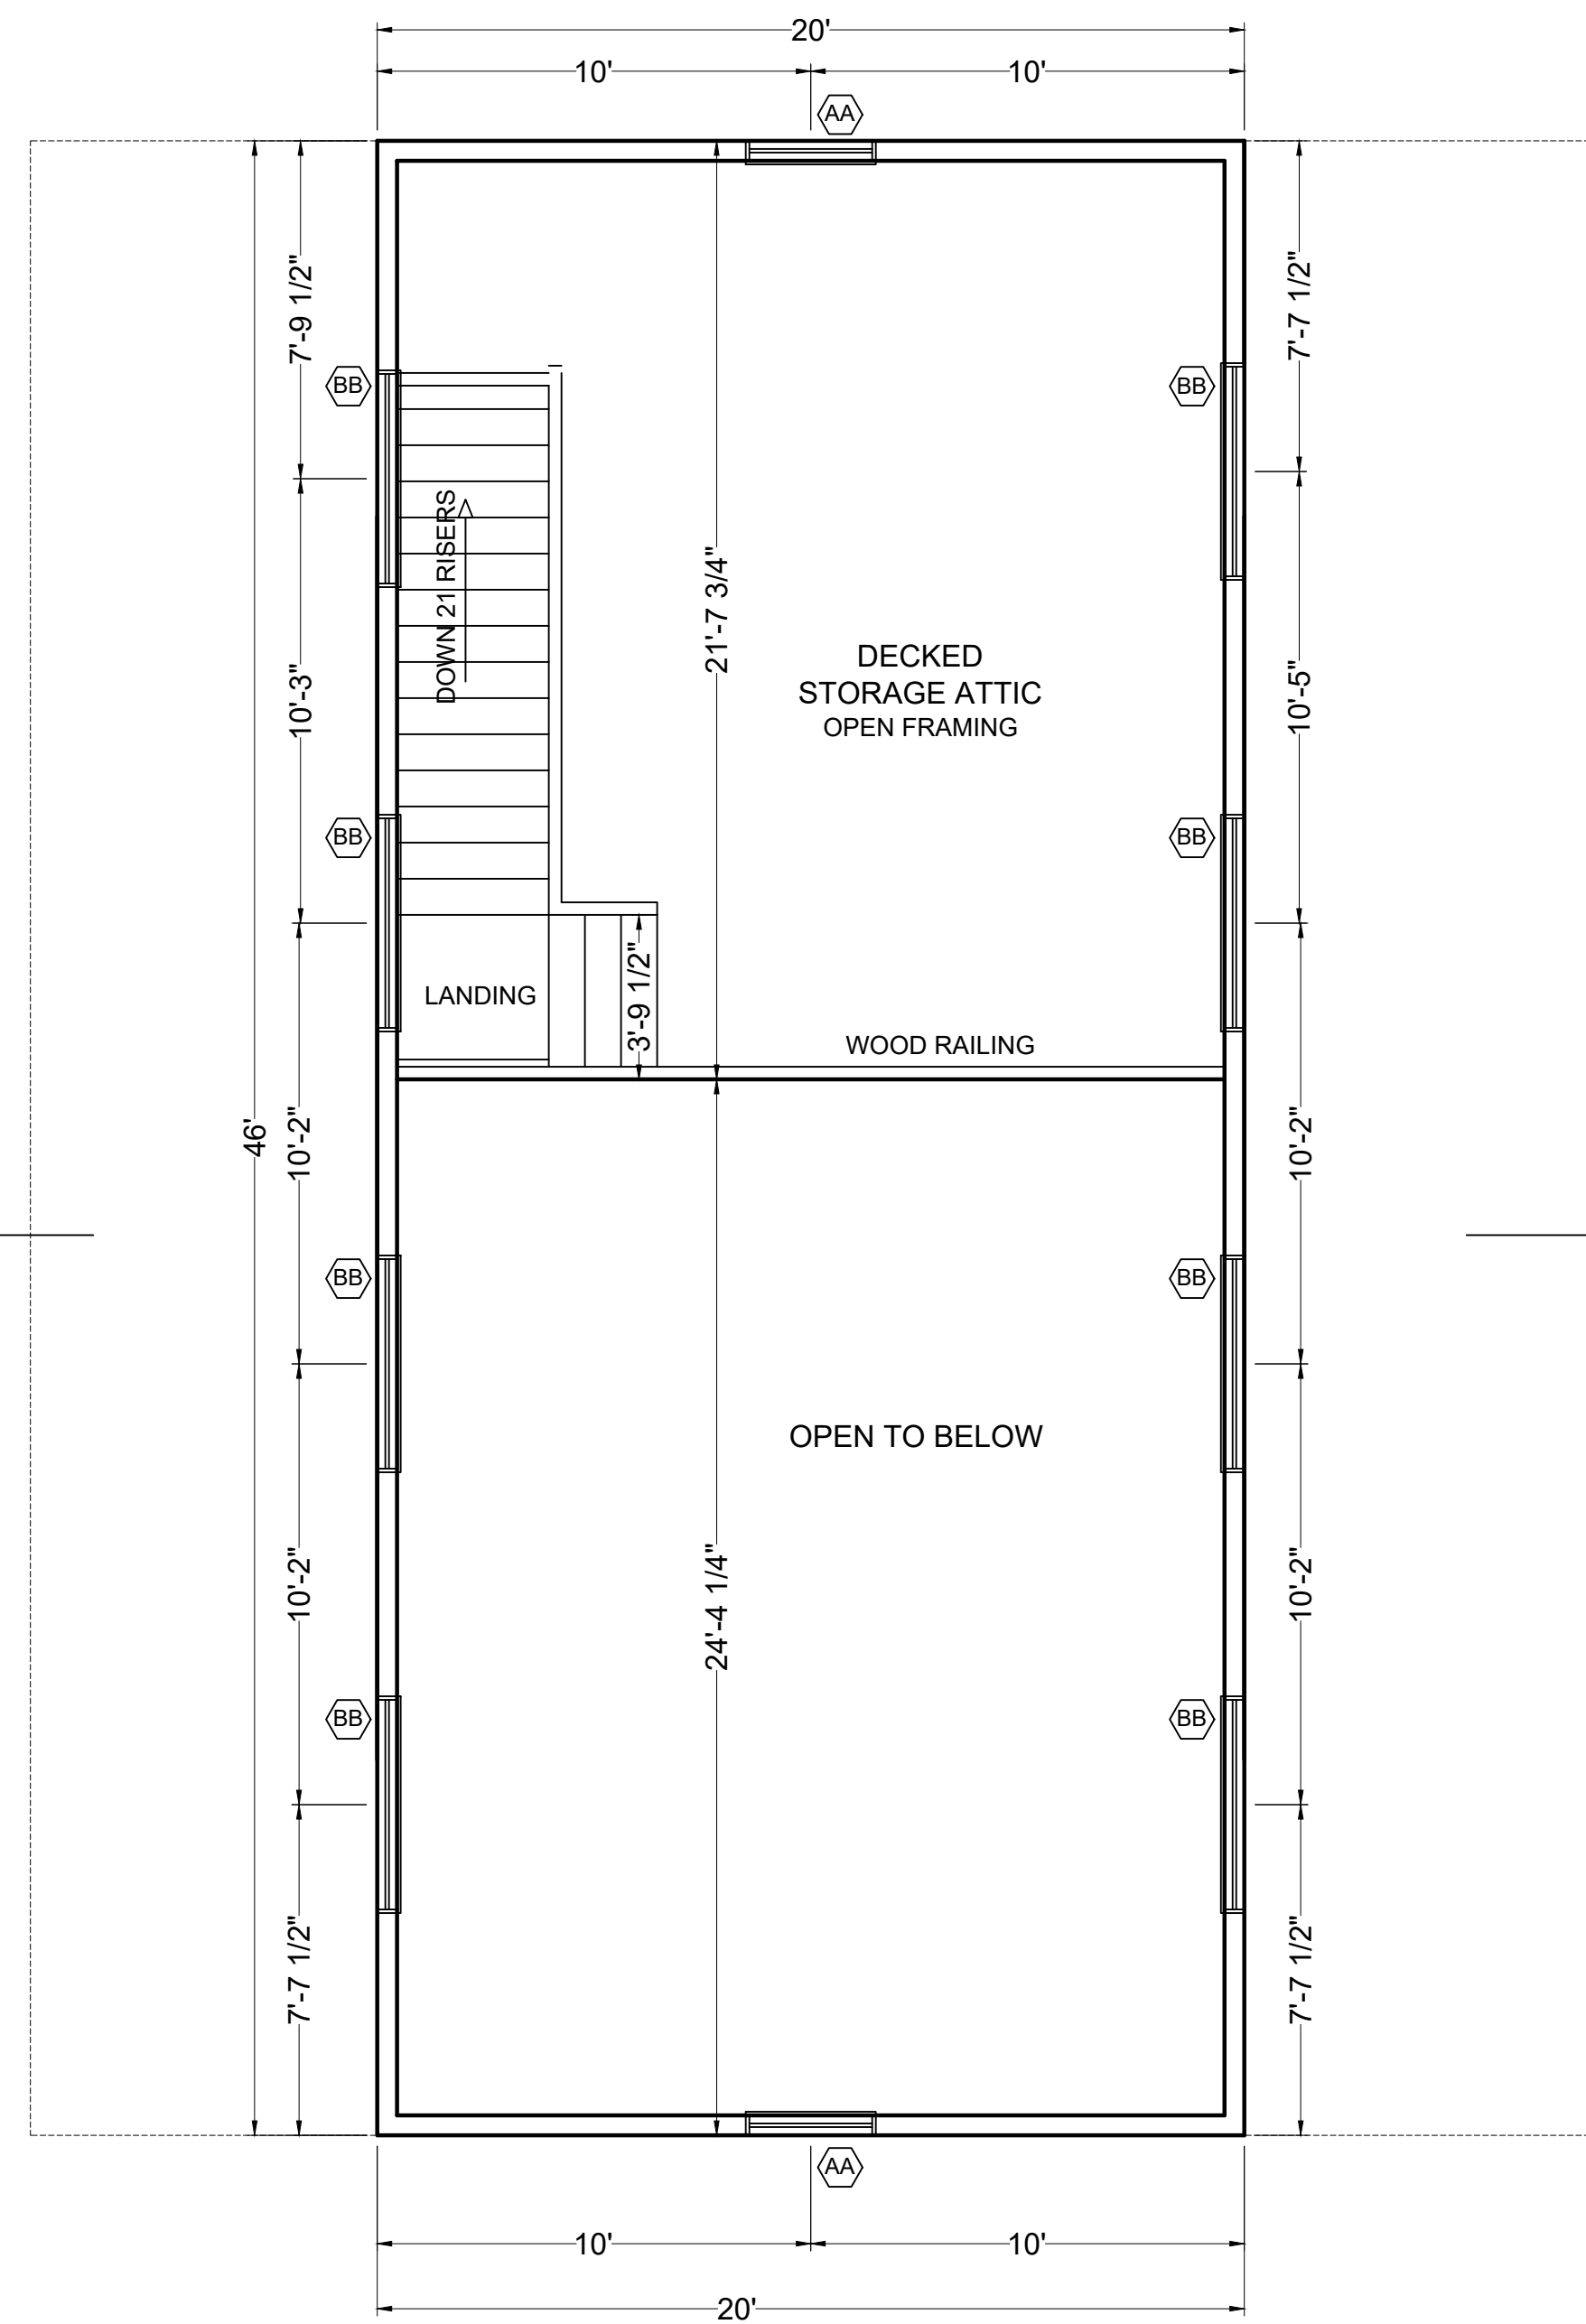 20'
10'
10'
AA
7'-9 1/2"
7'-7 1/2"
BB
BB
DOWN 21 RISERS
21'-7 3/4"
DECKED
STORAGE ATTIC
OPEN FRAMING
10'-3"
10'-5"
BB
BB
LANDING
3'-9 1/2"
WOOD RAILING
46'
10'-2"
10'-2"
BB
BB
OPEN TO BELOW
10'-2"
24'-4 1/4"
10'-2"
BB
BB
7'-7 1/2"
7'-7 1/2"
AA
10'
10'
20'